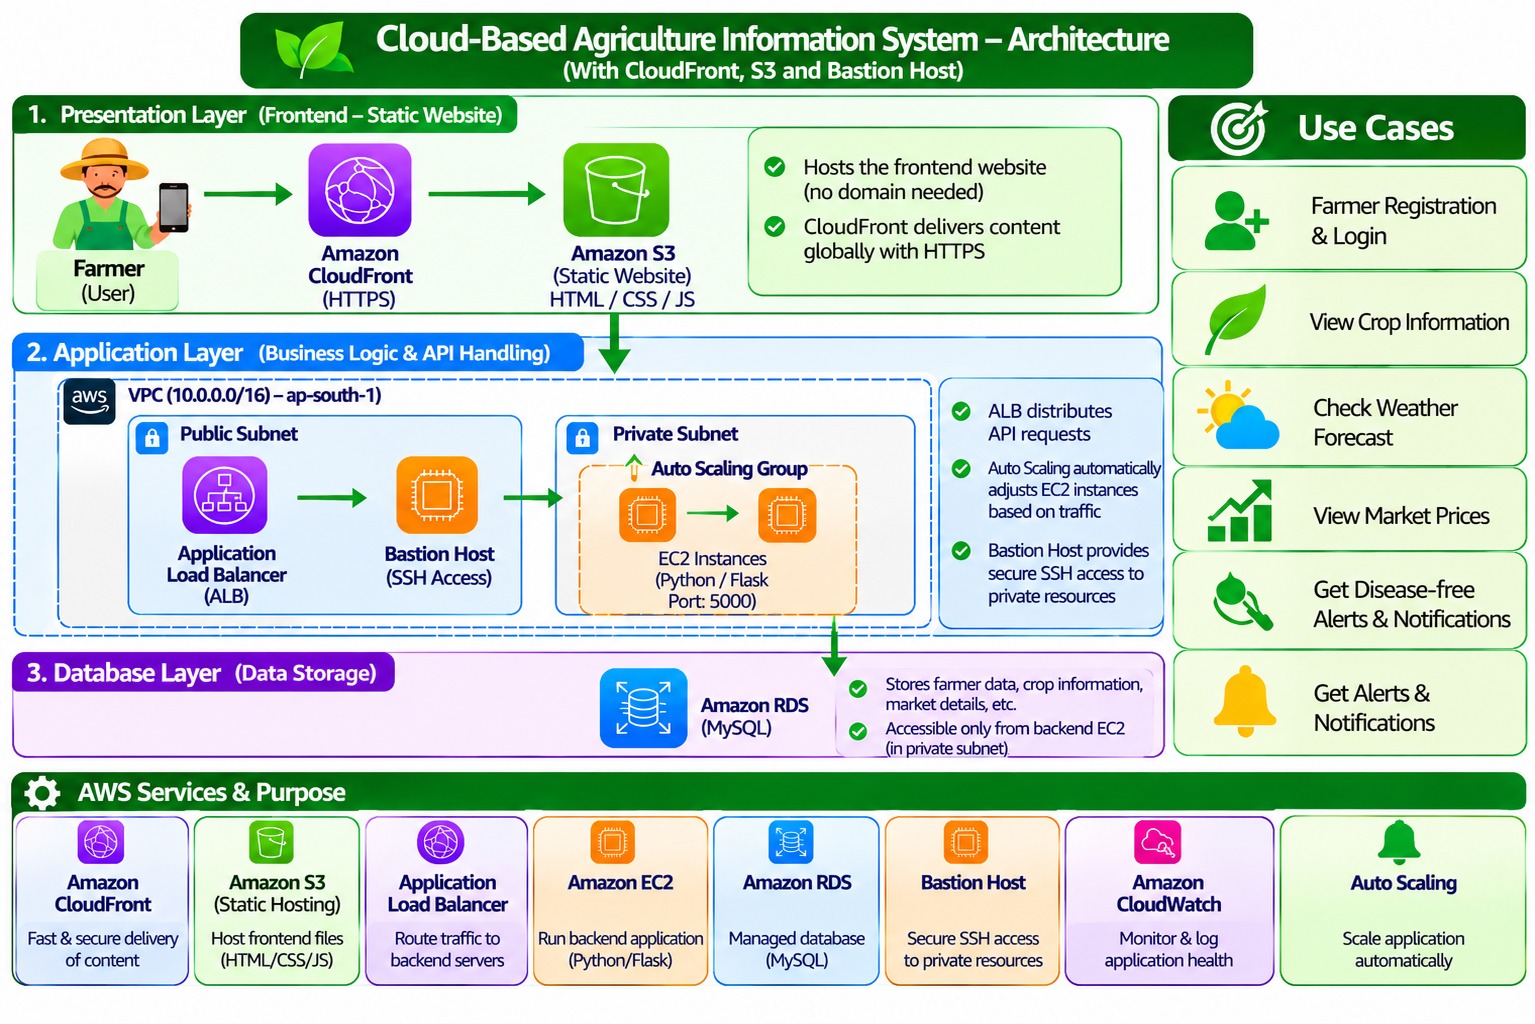 Cloud-Based Agriculture Information System – Architecture
(With CloudFront, S3 and Bastion Host)
1. Presentation Layer (Frontend – Static Website)
Farmer
(User)
Amazon
CloudFront
(HTTPS)
Amazon S3
(Static Website)
HTML / CSS / JS
Hosts the frontend website
(no domain needed)
CloudFront delivers content
globally with HTTPS
2. Application Layer (Business Logic & API Handling)
aws
VPC (10.0.0.0/16) – ap-south-1)
Public Subnet
Application
Load Balancer
(ALB)
Bastion Host
(SSH Access)
Private Subnet
Auto Scaling Group
EC2 Instances
(Python / Flask
Port: 5000)
ALB distributes
API requests
Auto Scaling automatically
adjusts EC2 instances
based on traffic
Bastion Host provides
secure SSH access to
private resources
3. Database Layer (Data Storage)
Amazon RDS
(MySQL)
Stores farmer data, crop information,
market details, etc.
Accessible only from backend EC2
(in private subnet)
Use Cases
Farmer Registration
& Login
View Crop Information
Check Weather
Forecast
View Market Prices
Get Disease-free
Alerts & Notifications
Get Alerts &
Notifications
AWS Services & Purpose
Amazon
CloudFront
Fast & secure delivery
of content
Amazon S3
(Static Hosting)
Host frontend files
(HTML/CSS/JS)
Application
Load Balancer
Route traffic to
backend servers
Amazon EC2
Run backend application
(Python/Flask)
Amazon RDS
Managed database
(MySQL)
Bastion Host
Secure SSH access
to private resources
Amazon
CloudWatch
Monitor & log
application health
Auto Scaling
Scale application
automatically